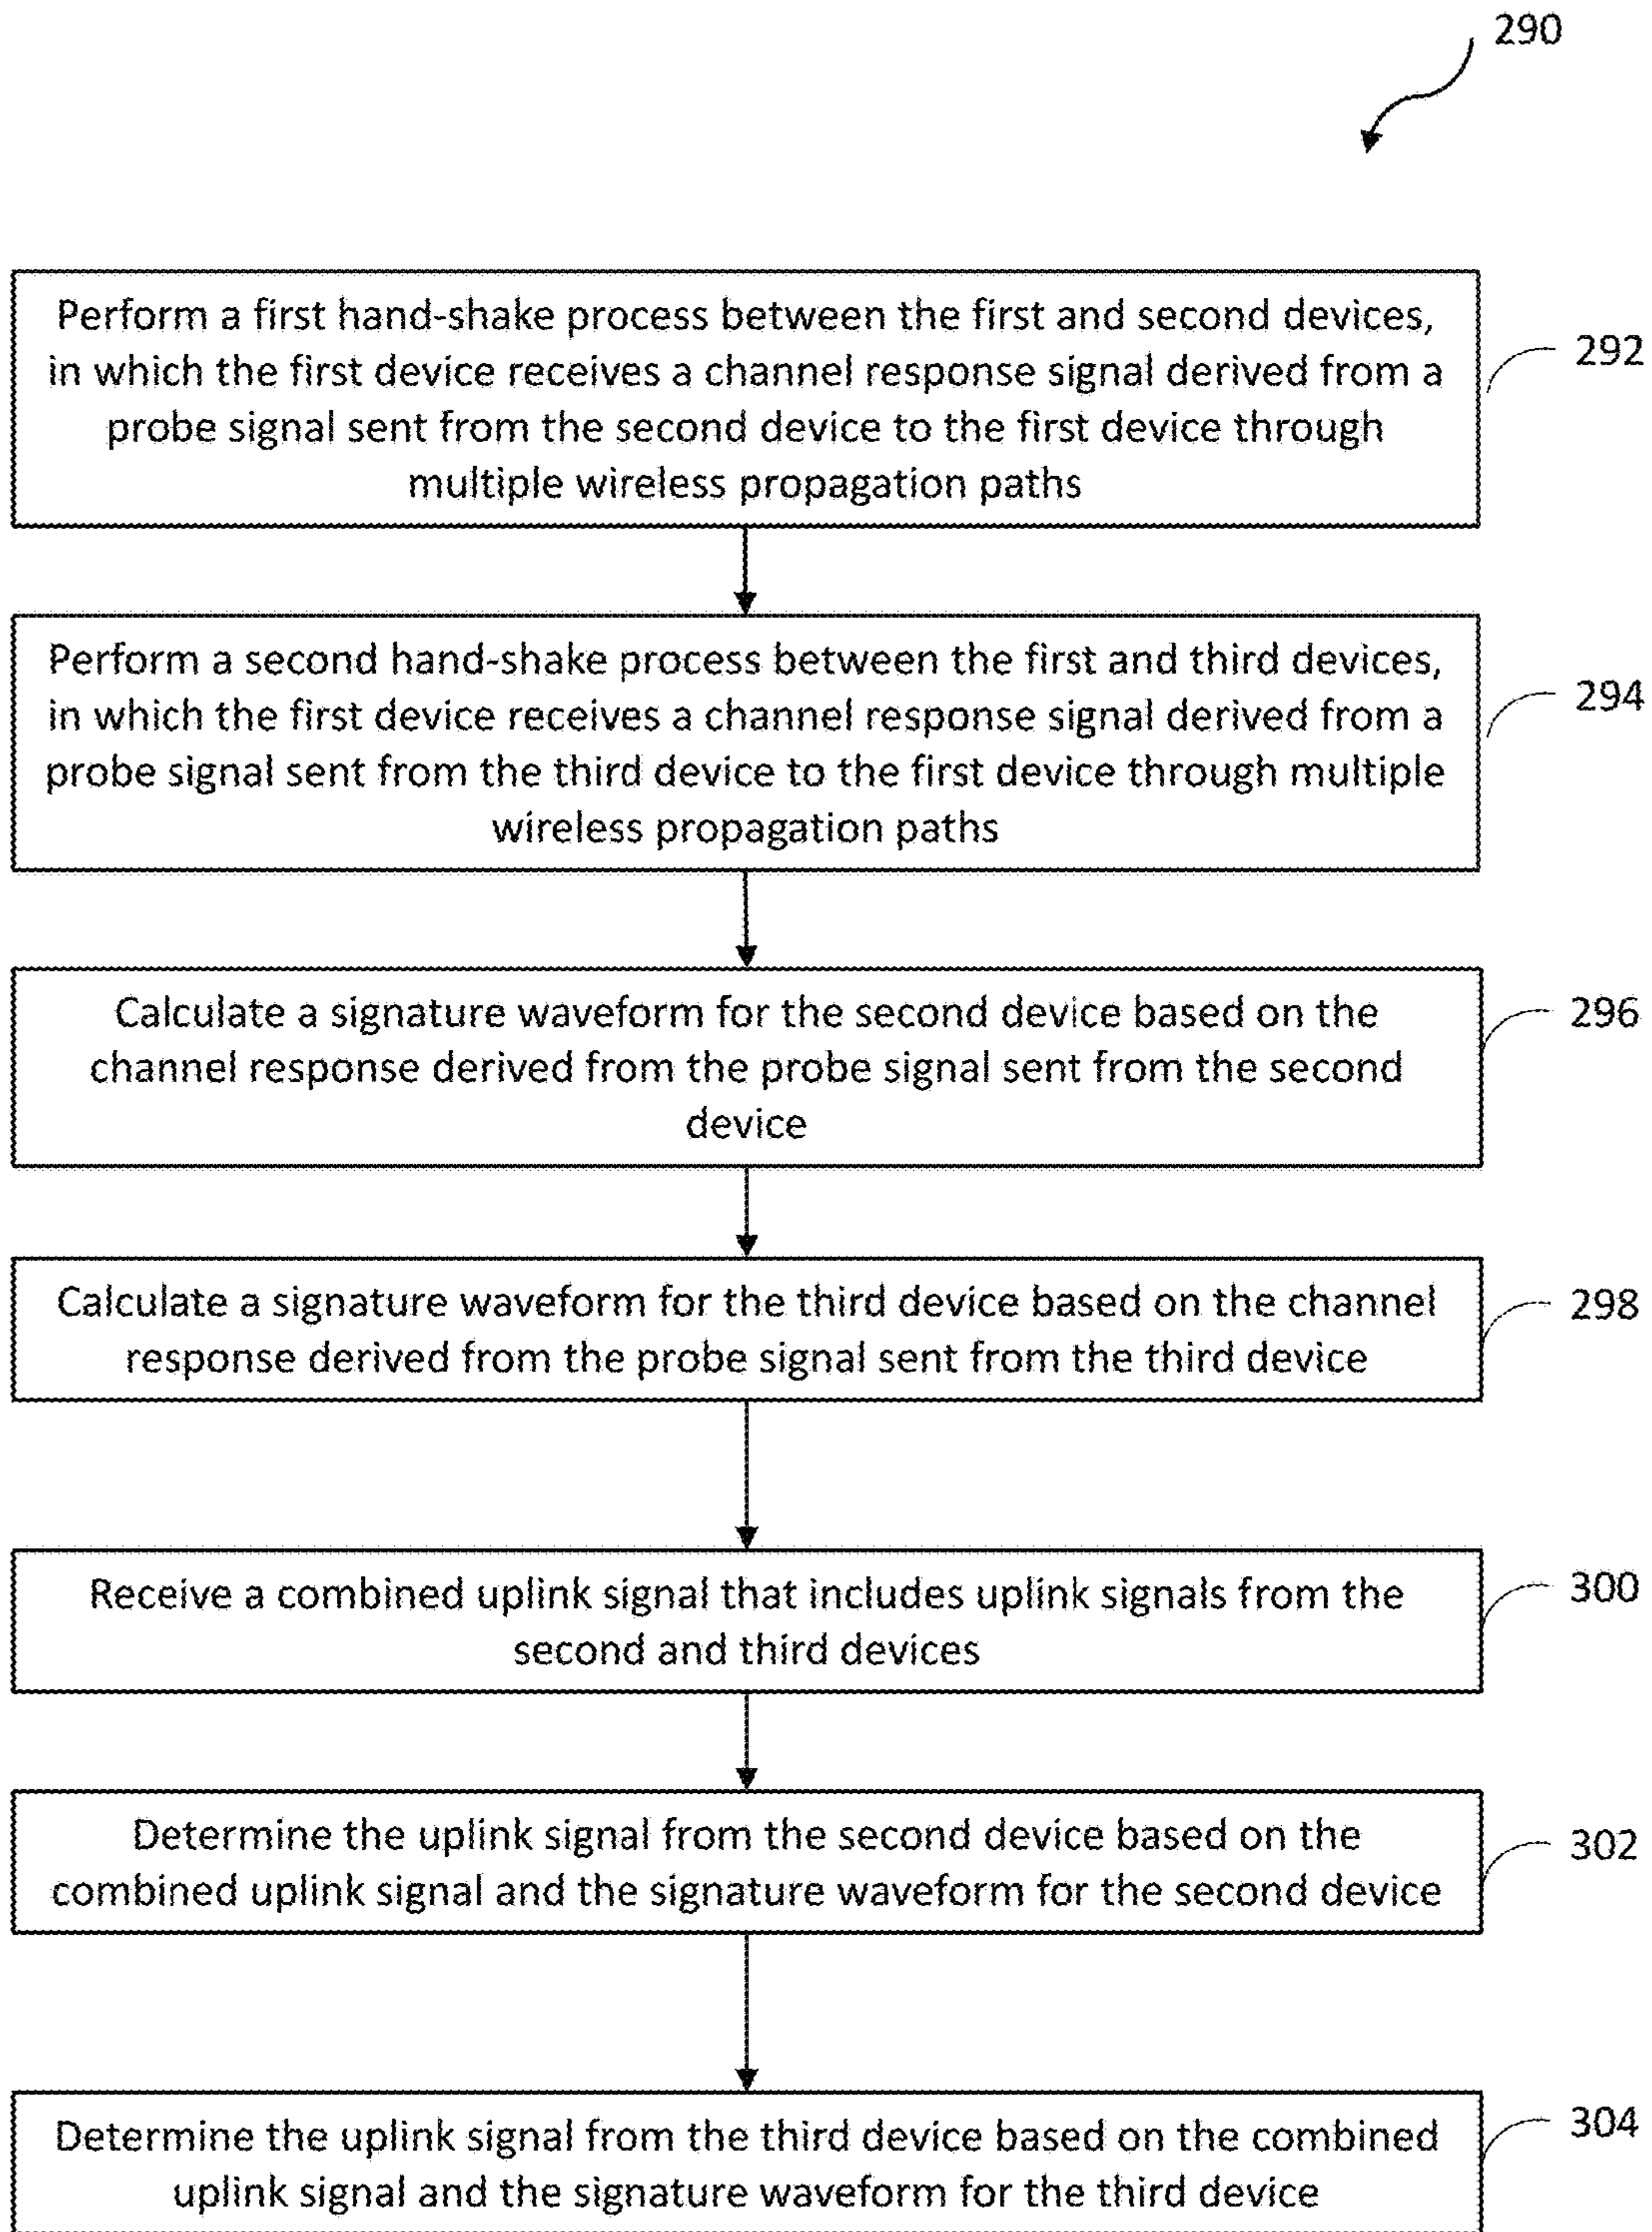 290
Perform a first hand-shake process between the first and second devices,
in which the first device receives a channel response signal derived from a
probe signal sent from the second device to the first device through
multiple wireless propagation paths
292
Perform a second hand-shake process between the first and third devices,
in which the first device receives a channel response signal derived from a
probe signal sent from the third device to the first device through multiple
wireless propagation paths
294
Calculate a signature waveform for the second device based on the
channel response derived from the probe signal sent from the second
device
296
Calculate a signature waveform for the third device based on the channel
response derived from the probe signal sent from the third device
298
Receive a combined uplink signal that includes uplink signals from the
second and third devices
300
Determine the uplink signal from the second device based on the
combined uplink signal and the signature waveform for the second device
302
Determine the uplink signal from the third device based on the combined
uplink signal and the signature waveform for the third device
304